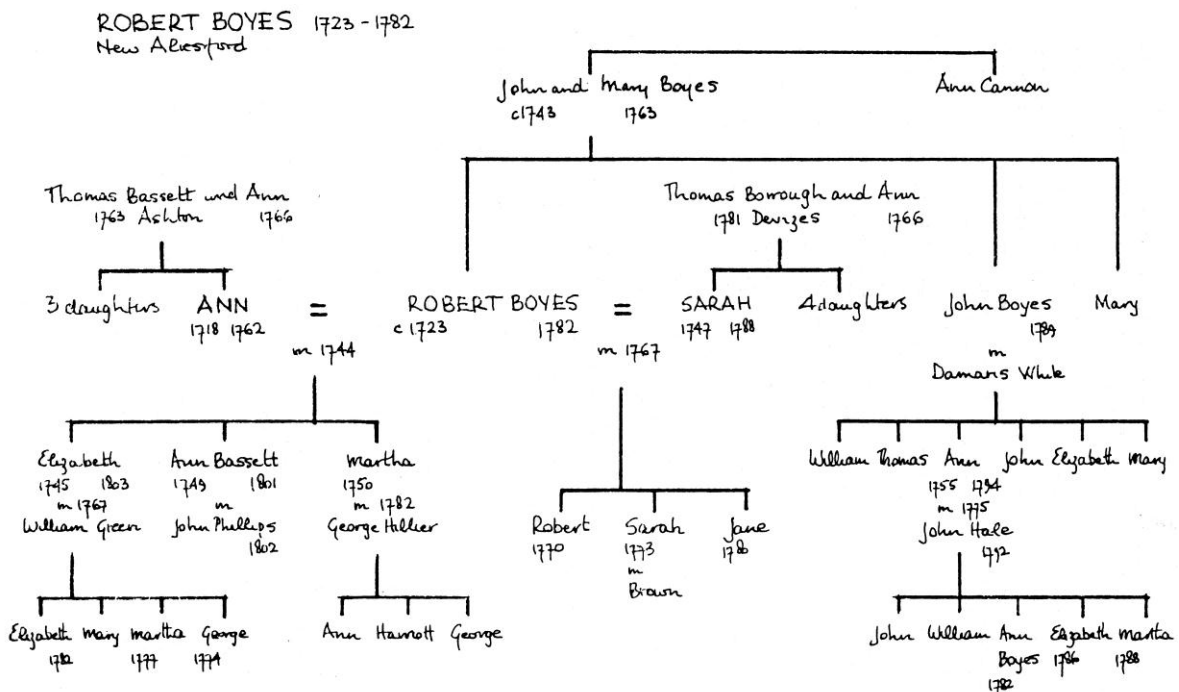 ROBERT BOYES 1723-1782
New Alresford
John and Mary Boyes Ann Cannon
c1743 1763
Thomas Bassett and Ann Thomas Borrough and Ann
1763 Ashton 1766 1781 Devizes 1766
3 daughters ANN = ROBERT BOYES = SARAH 4 daughters John Boyes Mary
1718 1762 c1723 1782 1747 1788 1789
m 1744 m 1767 m
Damaris White
Elizabeth Ann Bassett Martha William Thomas Ann John Elizabeth Mary
1745 1803 1749 1801 1750 1755 1794
m 1767 m m 1782 m 1775
William Green John Phillips George Hillier Robert Sarah Jane John Hale
1802 1770 1773 1780 1792
m
Brown
Elizabeth Mary Martha George Ann Harriott George John William Ann Elizabeth Martha
1782 1777 1774 Boyes 1786 1788
1782